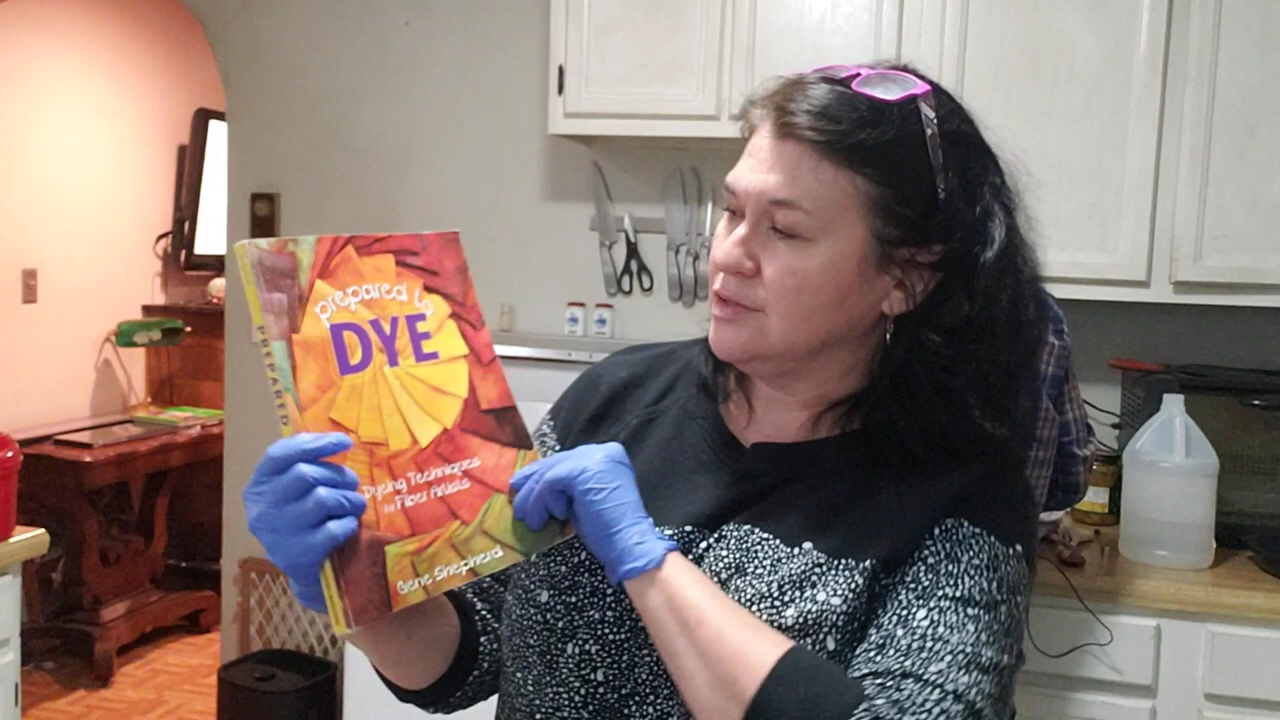 prepared to
DYE
Dyeing Techniques
for Fiber Artists
Gene Shepherd
PREPARED